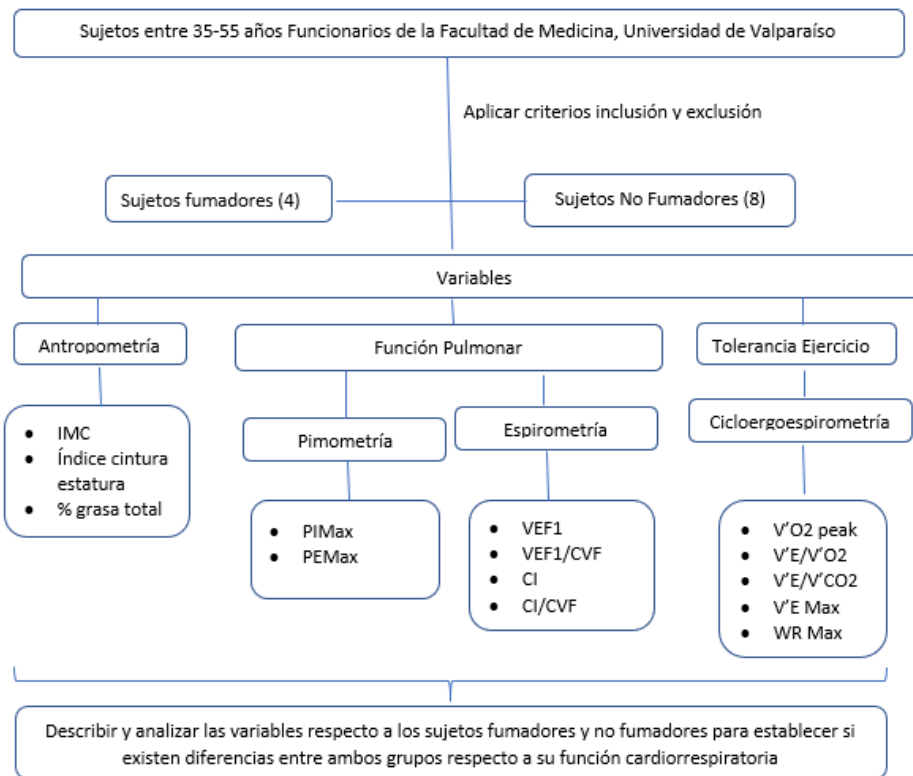 Sujetos entre 35-55 años Funcionarios de la Facultad de Medicina, Universidad de Valparaíso
Aplicar criterios inclusión y exclusión
Sujetos fumadores (4)
Sujetos No Fumadores (8)
Variables
Antropometría
Función Pulmonar
Tolerancia Ejercicio
IMC
Índice cintura
estatura
% grasa total
Pimometría
Espirometría
Cicloergoespirometría
PIMax
PEMax
VEF1
VEF1/CVF
CI
CI/CVF
V'O2 peak
V'E/V'O2
V'E/V'CO2
V'E Max
WR Max
Describir y analizar las variables respecto a los sujetos fumadores y no fumadores para establecer si
existen diferencias entre ambos grupos respecto a su función cardiorrespiratoria